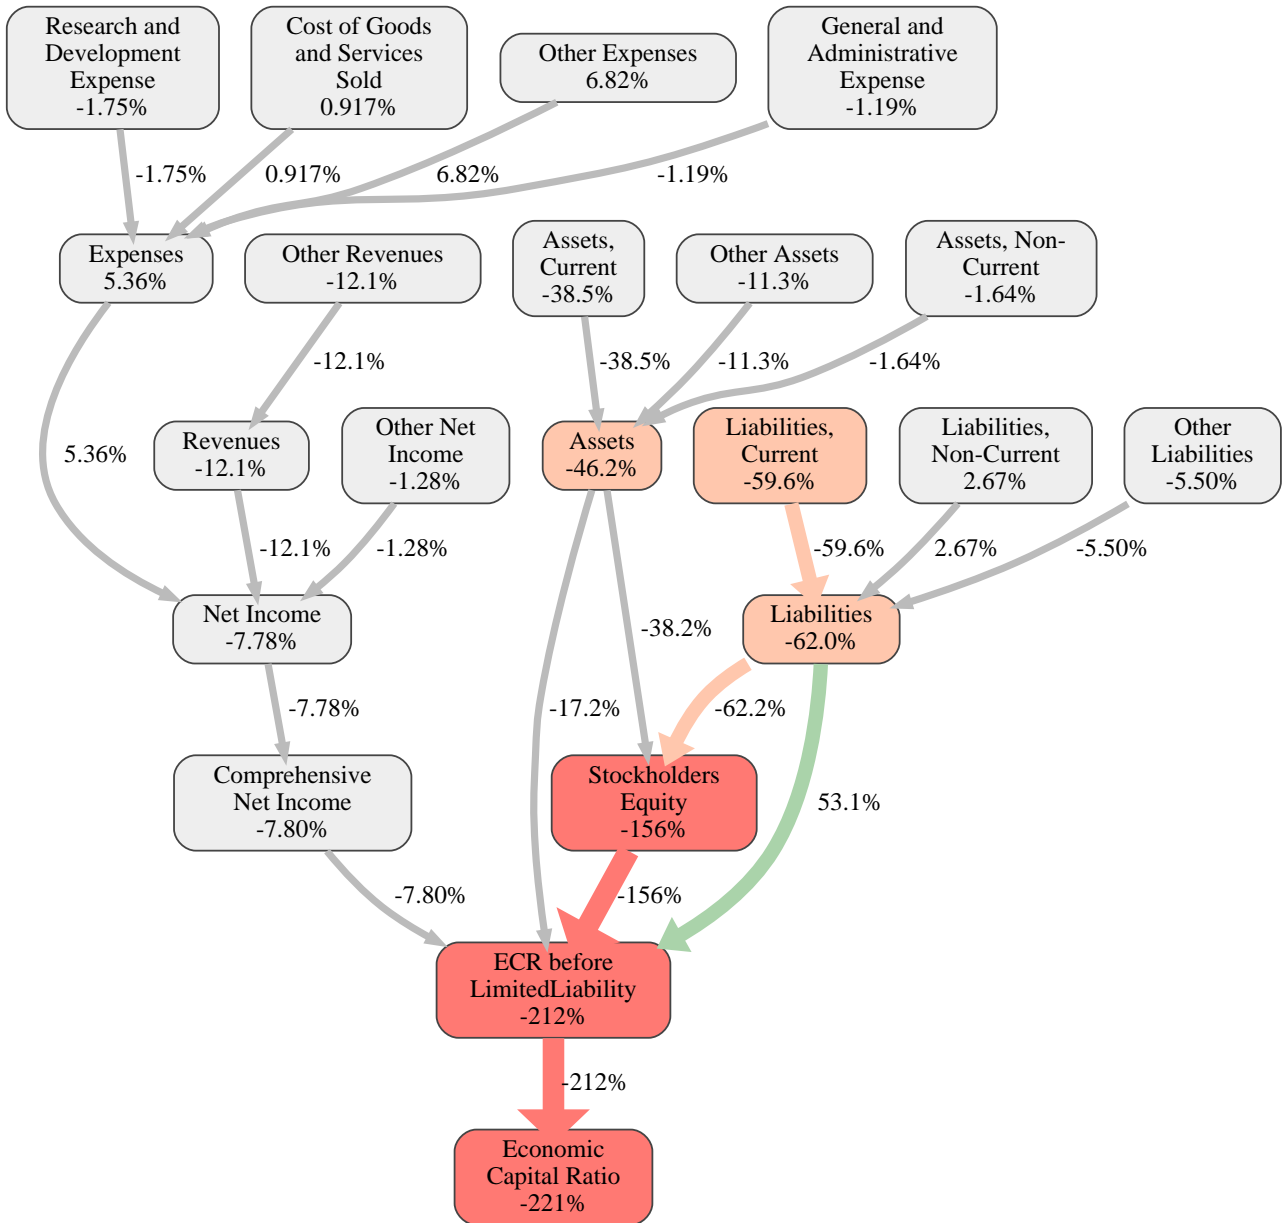 Research and
Development
Expense
-1.75%
Cost of Goods
and Services
Sold
0.917%
Other Expenses
6.82%
General and
Administrative
Expense
-1.19%
-1.75%
0.917%
6.82%
-1.19%
Expenses
5.36%
Other Revenues
-12.1%
Assets,
Current
-38.5%
Other Assets
-11.3%
Assets, Non-
Current
-1.64%
-12.1%
-38.5%
-11.3%
-1.64%
5.36%
Revenues
-12.1%
Other Net
Income
-1.28%
Assets
-46.2%
Liabilities,
Current
-59.6%
Liabilities,
Non-Current
2.67%
Other
Liabilities
-5.50%
-12.1%
-1.28%
-59.6%
2.67%
-5.50%
Net Income
-7.78%
-38.2%
Liabilities
-62.0%
-7.78%
-17.2%
-62.2%
Comprehensive
Net Income
-7.80%
Stockholders
Equity
-156%
53.1%
-7.80%
-156%
ECR before
LimitedLiability
-212%
-212%
Economic
Capital Ratio
-221%